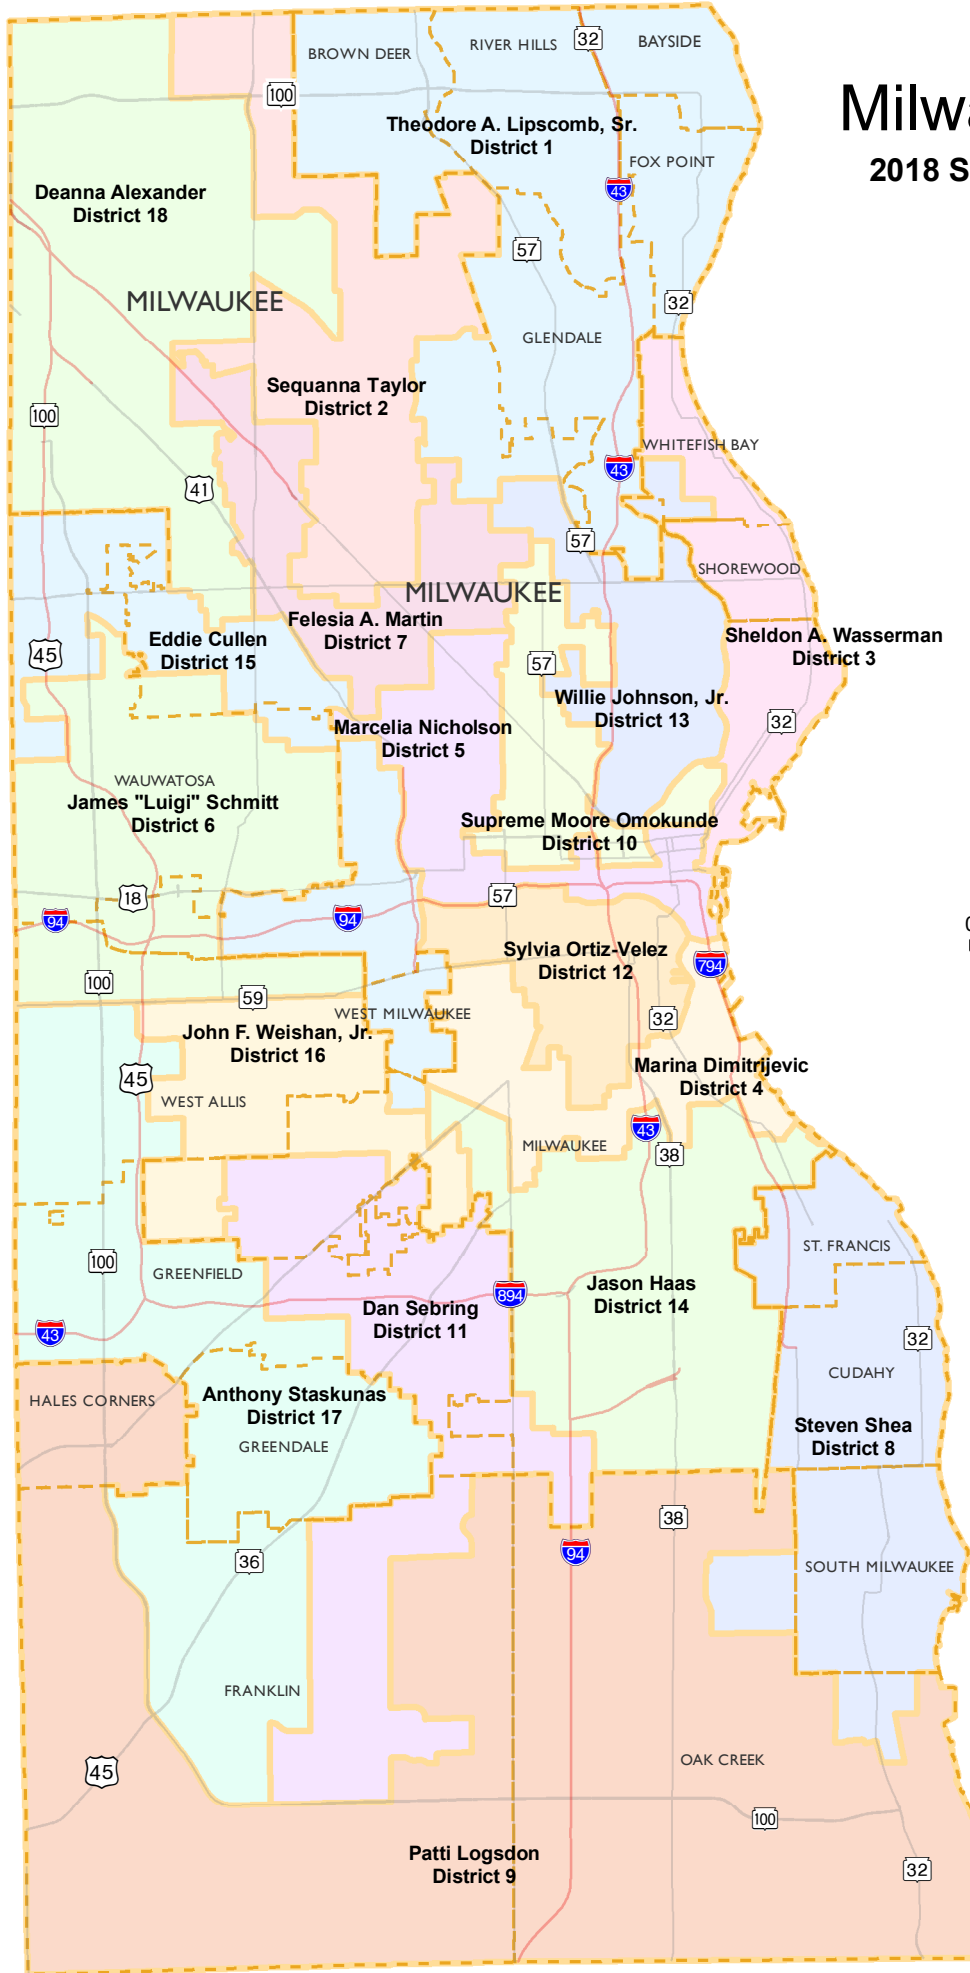 BROWN DEER
RIVER HILLS
32
BAYSIDE
100
Milwa
Theodore A. Lipscomb, Sr.
District 1
FOX POINT
2018 S
43
Deanna Alexander
District 18
57
MILWAUKEE
32
GLENDALE
Sequanna Taylor
District 2
100
WHITEFISH BAY
43
41
57
SHOREWOOD
MILWAUKEE
Felesia A. Martin
District 7
Eddie Cullen
District 15
45
Sheldon A. Wasserman
District 3
57
Willie Johnson, Jr.
District 13
32
Marcelia Nicholson
District 5
WAUWATOSA
James "Luigi" Schmitt
District 6
Supreme Moore Omokunde
District 10
18
57
94
94
Sylvia Ortiz-Velez
District 12
794
100
59
WEST MILWAUKEE
32
John F. Weishan, Jr.
District 16
Marina Dimitrijevic
District 4
45
WEST ALLIS
43
MILWAUKEE
38
ST. FRANCIS
100
GREENFIELD
894
Jason Haas
District 14
Dan Sebring
District 11
43
32
CUDAHY
HALES CORNERS
Anthony Staskunas
District 17
GREENDALE
Steven Shea
District 8
38
94
36
SOUTH MILWAUKEE
FRANKLIN
OAK CREEK
45
100
Patti Logsdon
District 9
32